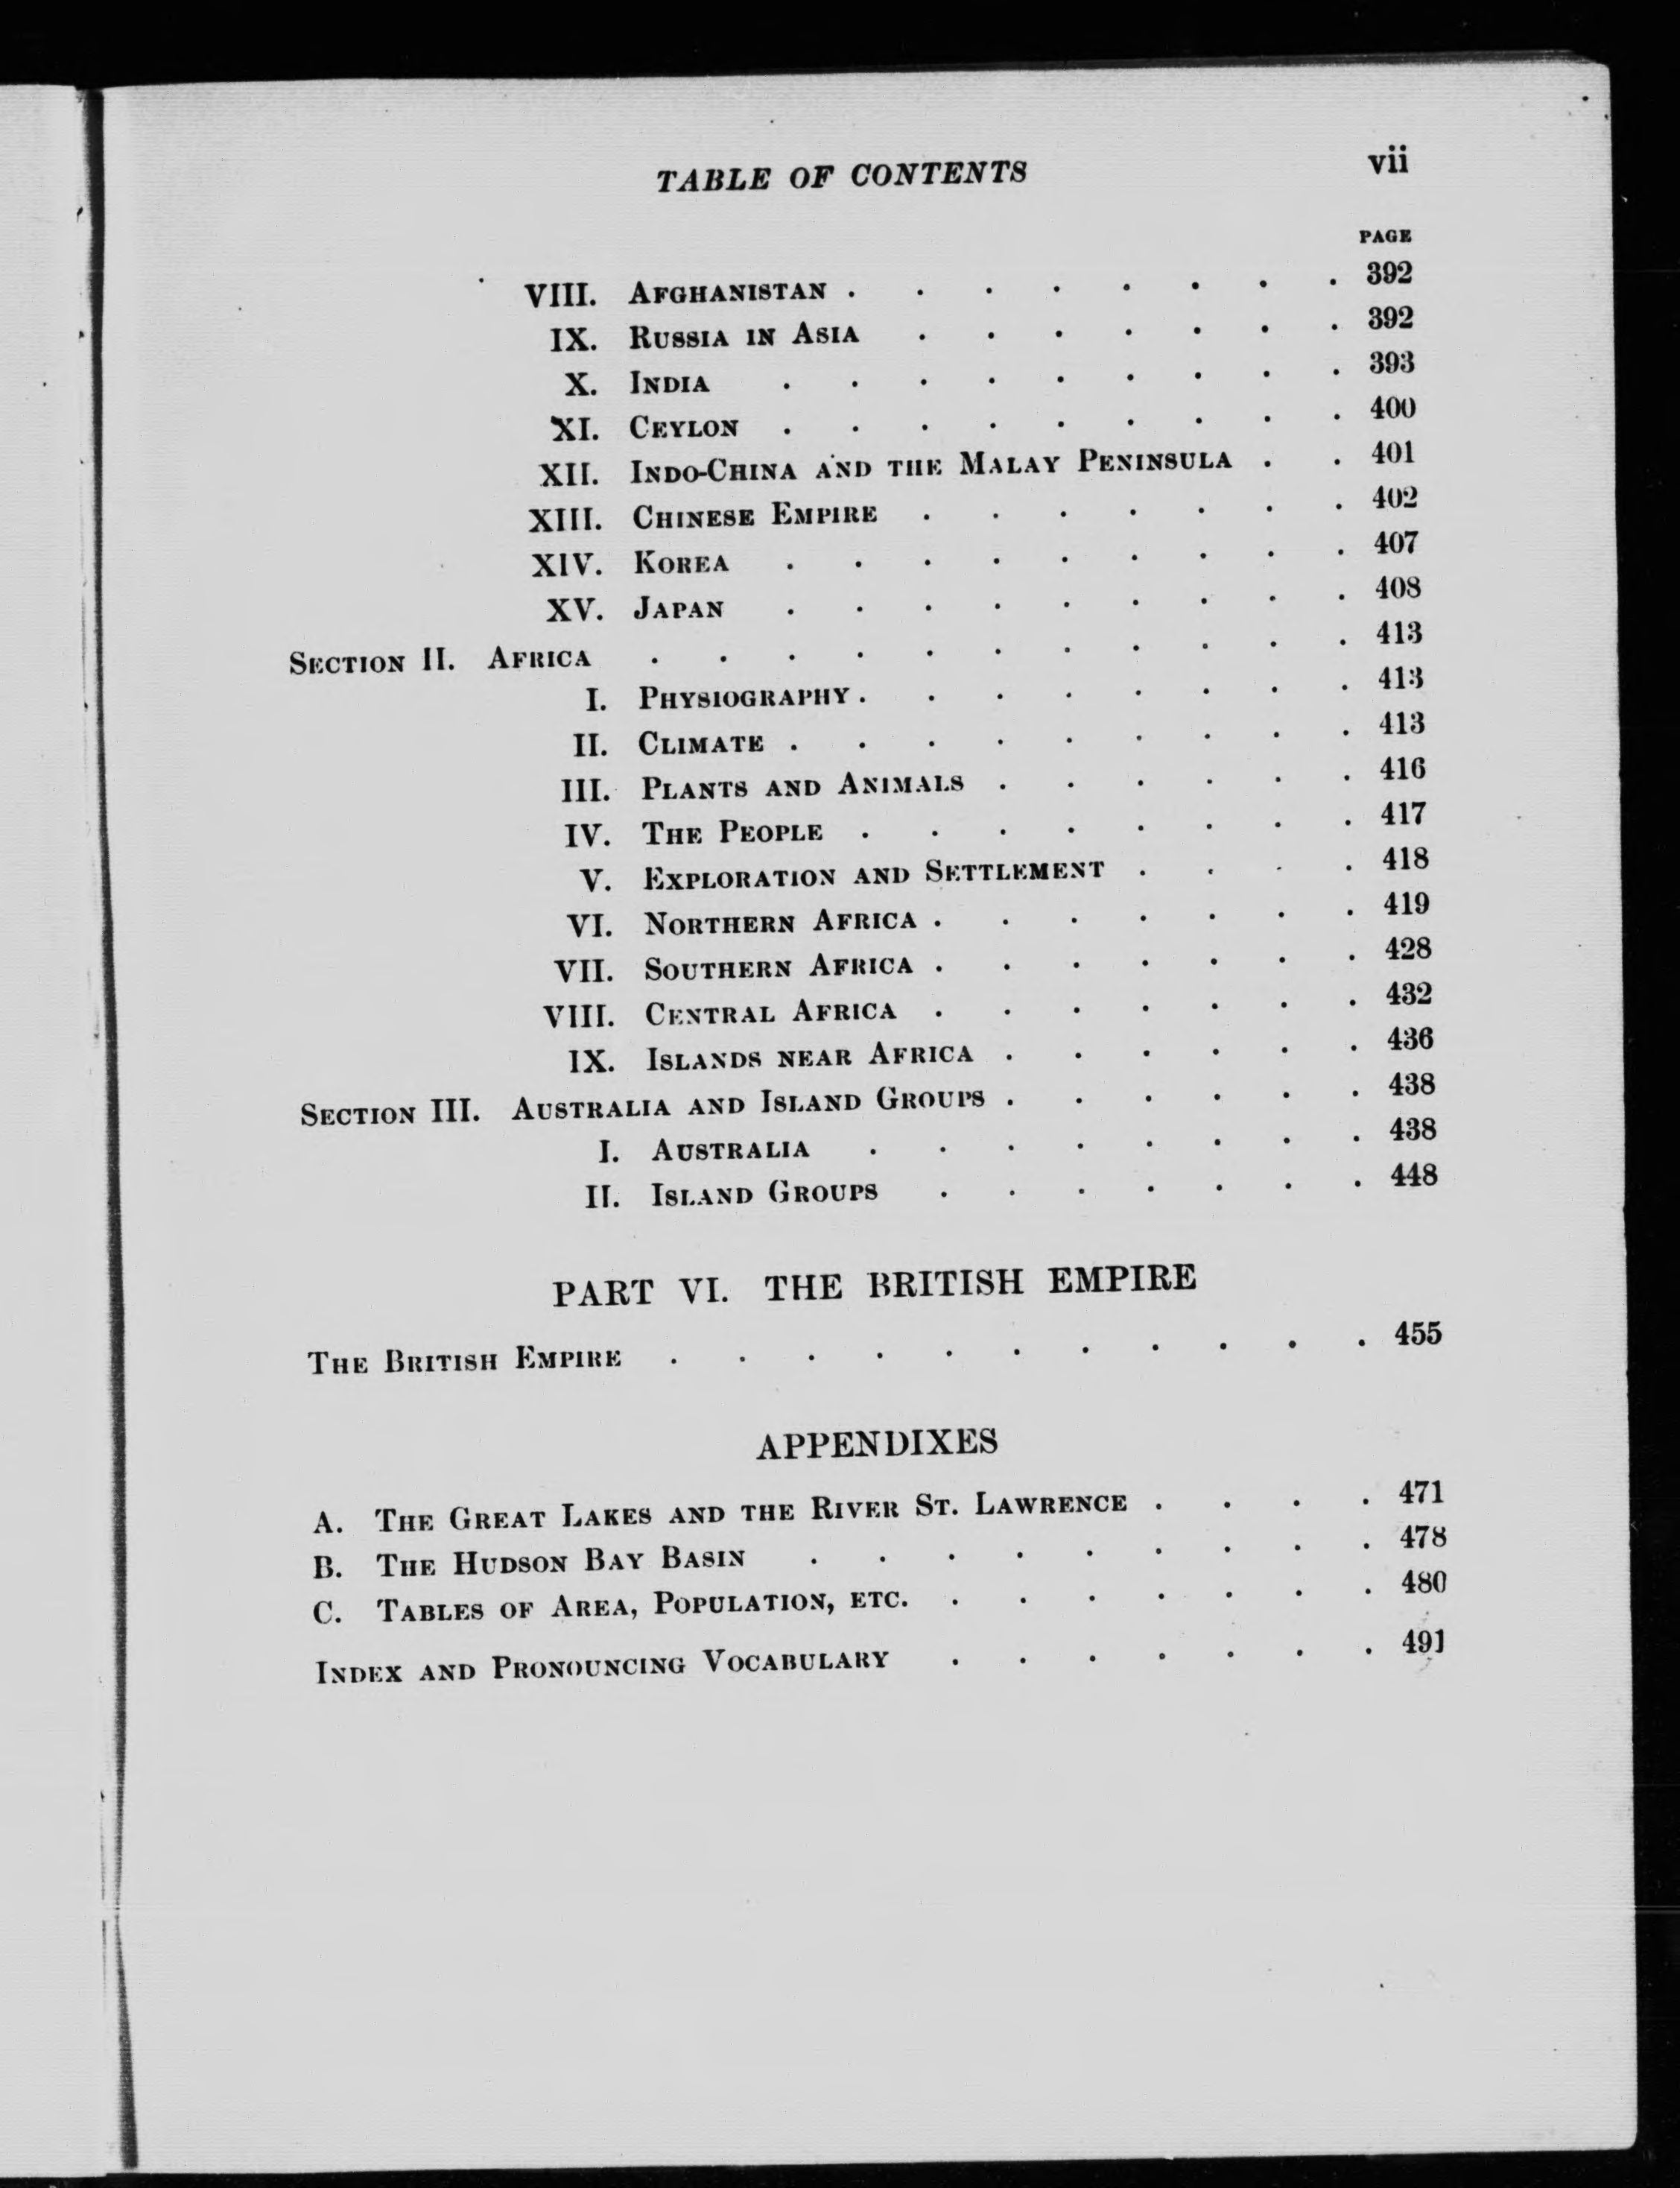 TABLE OF CONTENTS vii
PAGE
VIII. AFGHANISTAN . . . . . . . . 392
IX. RUSSIA IN ASIA . . . . . . . 392
X. INDIA . . . . . . . . . 393
XI. CEYLON . . . . . . . . . 400
XII. INDO-CHINA AND THE MALAY PENINSULA . . 401
XIII. CHINESE EMPIRE . . . . . . . 402
XIV. KOREA . . . . . . . . . 407
XV. JAPAN . . . . . . . . . 408
SECTION II. AFRICA . . . . . . . . . . . 413
I. PHYSIOGRAPHY . . . . . . . . 413
II. CLIMATE . . . . . . . . . 413
III. PLANTS AND ANIMALS . . . . . . 416
IV. THE PEOPLE . . . . . . . . 417
V. EXPLORATION AND SETTLEMENT . . . . 418
VI. NORTHERN AFRICA . . . . . . . 419
VII. SOUTHERN AFRICA . . . . . . . 428
VIII. CENTRAL AFRICA . . . . . . . 432
IX. ISLANDS NEAR AFRICA . . . . . . 436
SECTION III. AUSTRALIA AND ISLAND GROUPS . . . . . . 438
I. AUSTRALIA . . . . . . . . 438
II. ISLAND GROUPS . . . . . . . 448
PART VI. THE BRITISH EMPIRE
THE BRITISH EMPIRE . . . . . . . . . . . 455
APPENDIXES
A. THE GREAT LAKES AND THE RIVER ST. LAWRENCE . . . . 471
B. THE HUDSON BAY BASIN . . . . . . . . . 478
C. TABLES OF AREA, POPULATION, ETC. . . . . . . . 480
INDEX AND PRONOUNCING VOCABULARY . . . . . . . 491